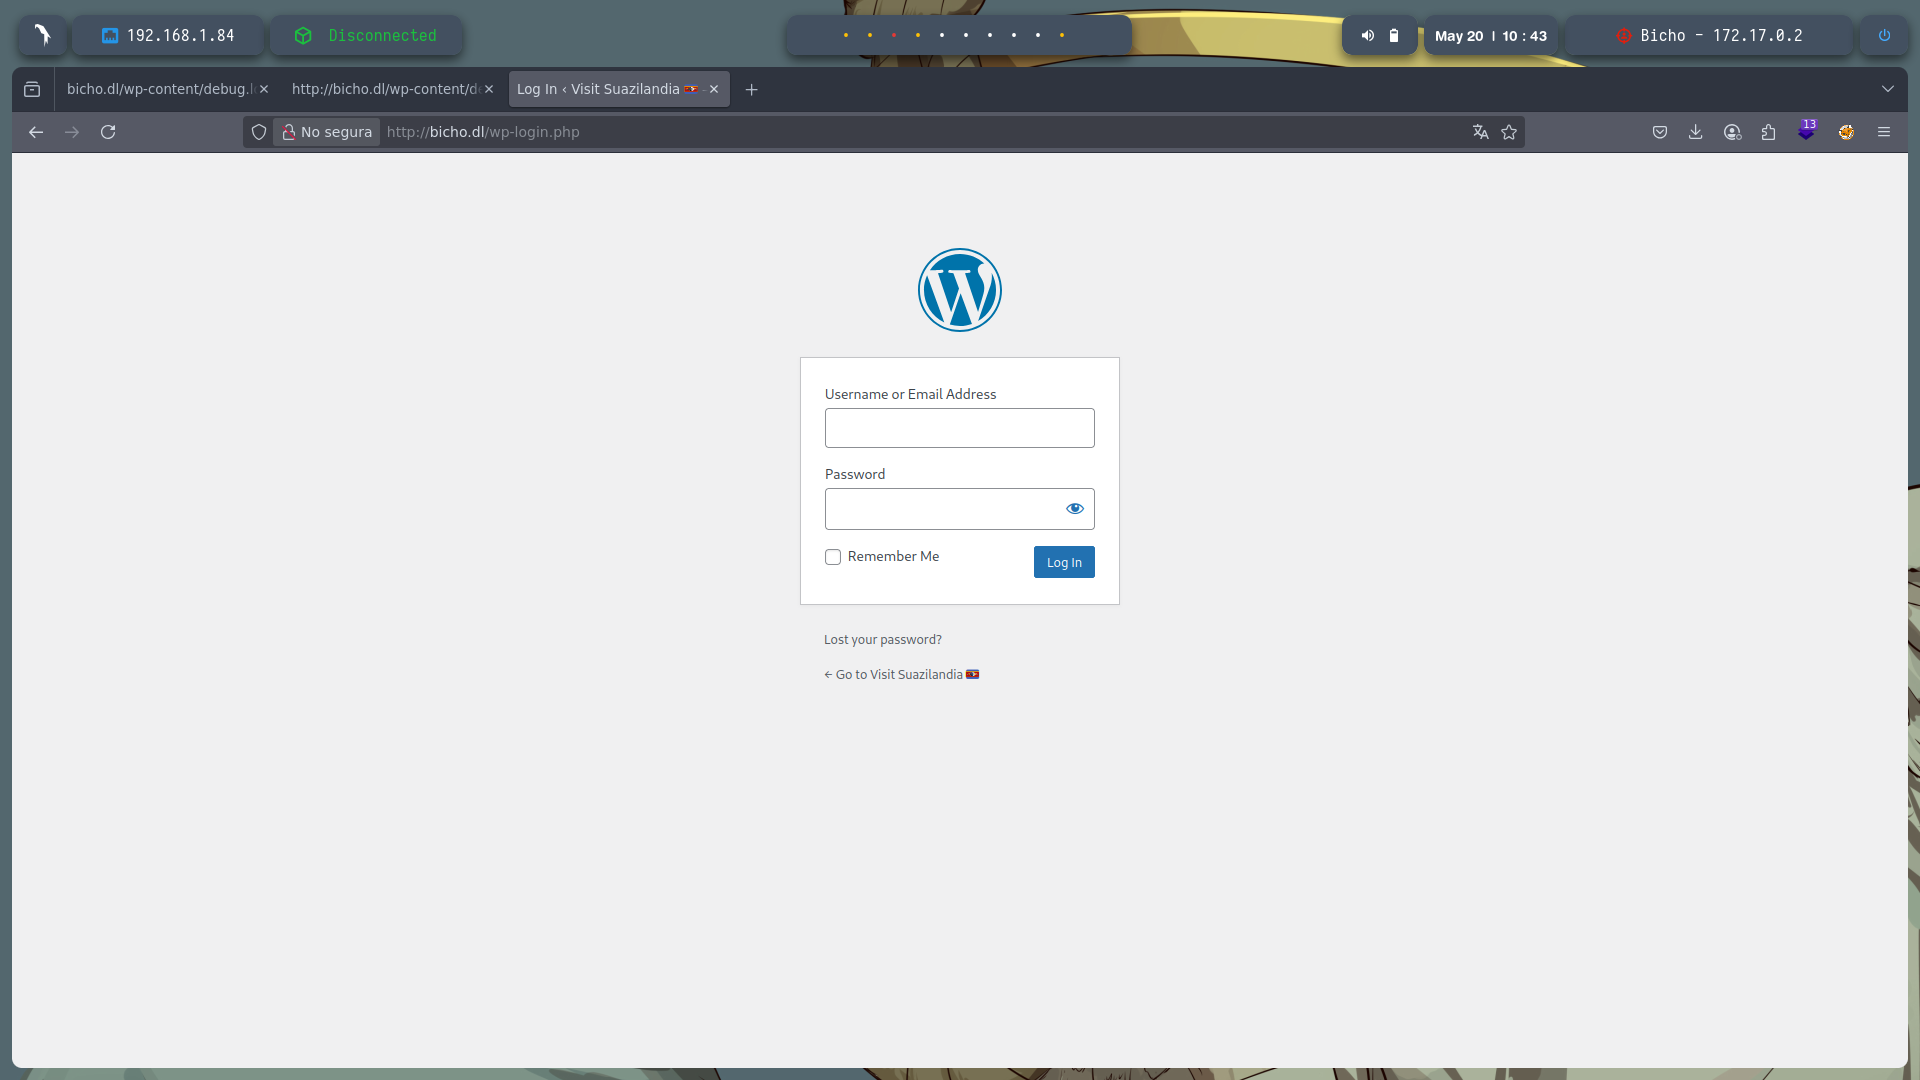 192.168.1.84
Disconnected
May 20 | 10 : 43
Bicho - 172.17.0.2
bicho.dl/wp-content/debug.l
http://bicho.dl/wp-content/de
Log In ‹ Visit Suazilandia 🇸🇿 -
No segura
http://bicho.dl/wp-login.php
13
Username or Email Address
Password
Remember Me
Log In
Lost your password?
← Go to Visit Suazilandia 🇸🇿